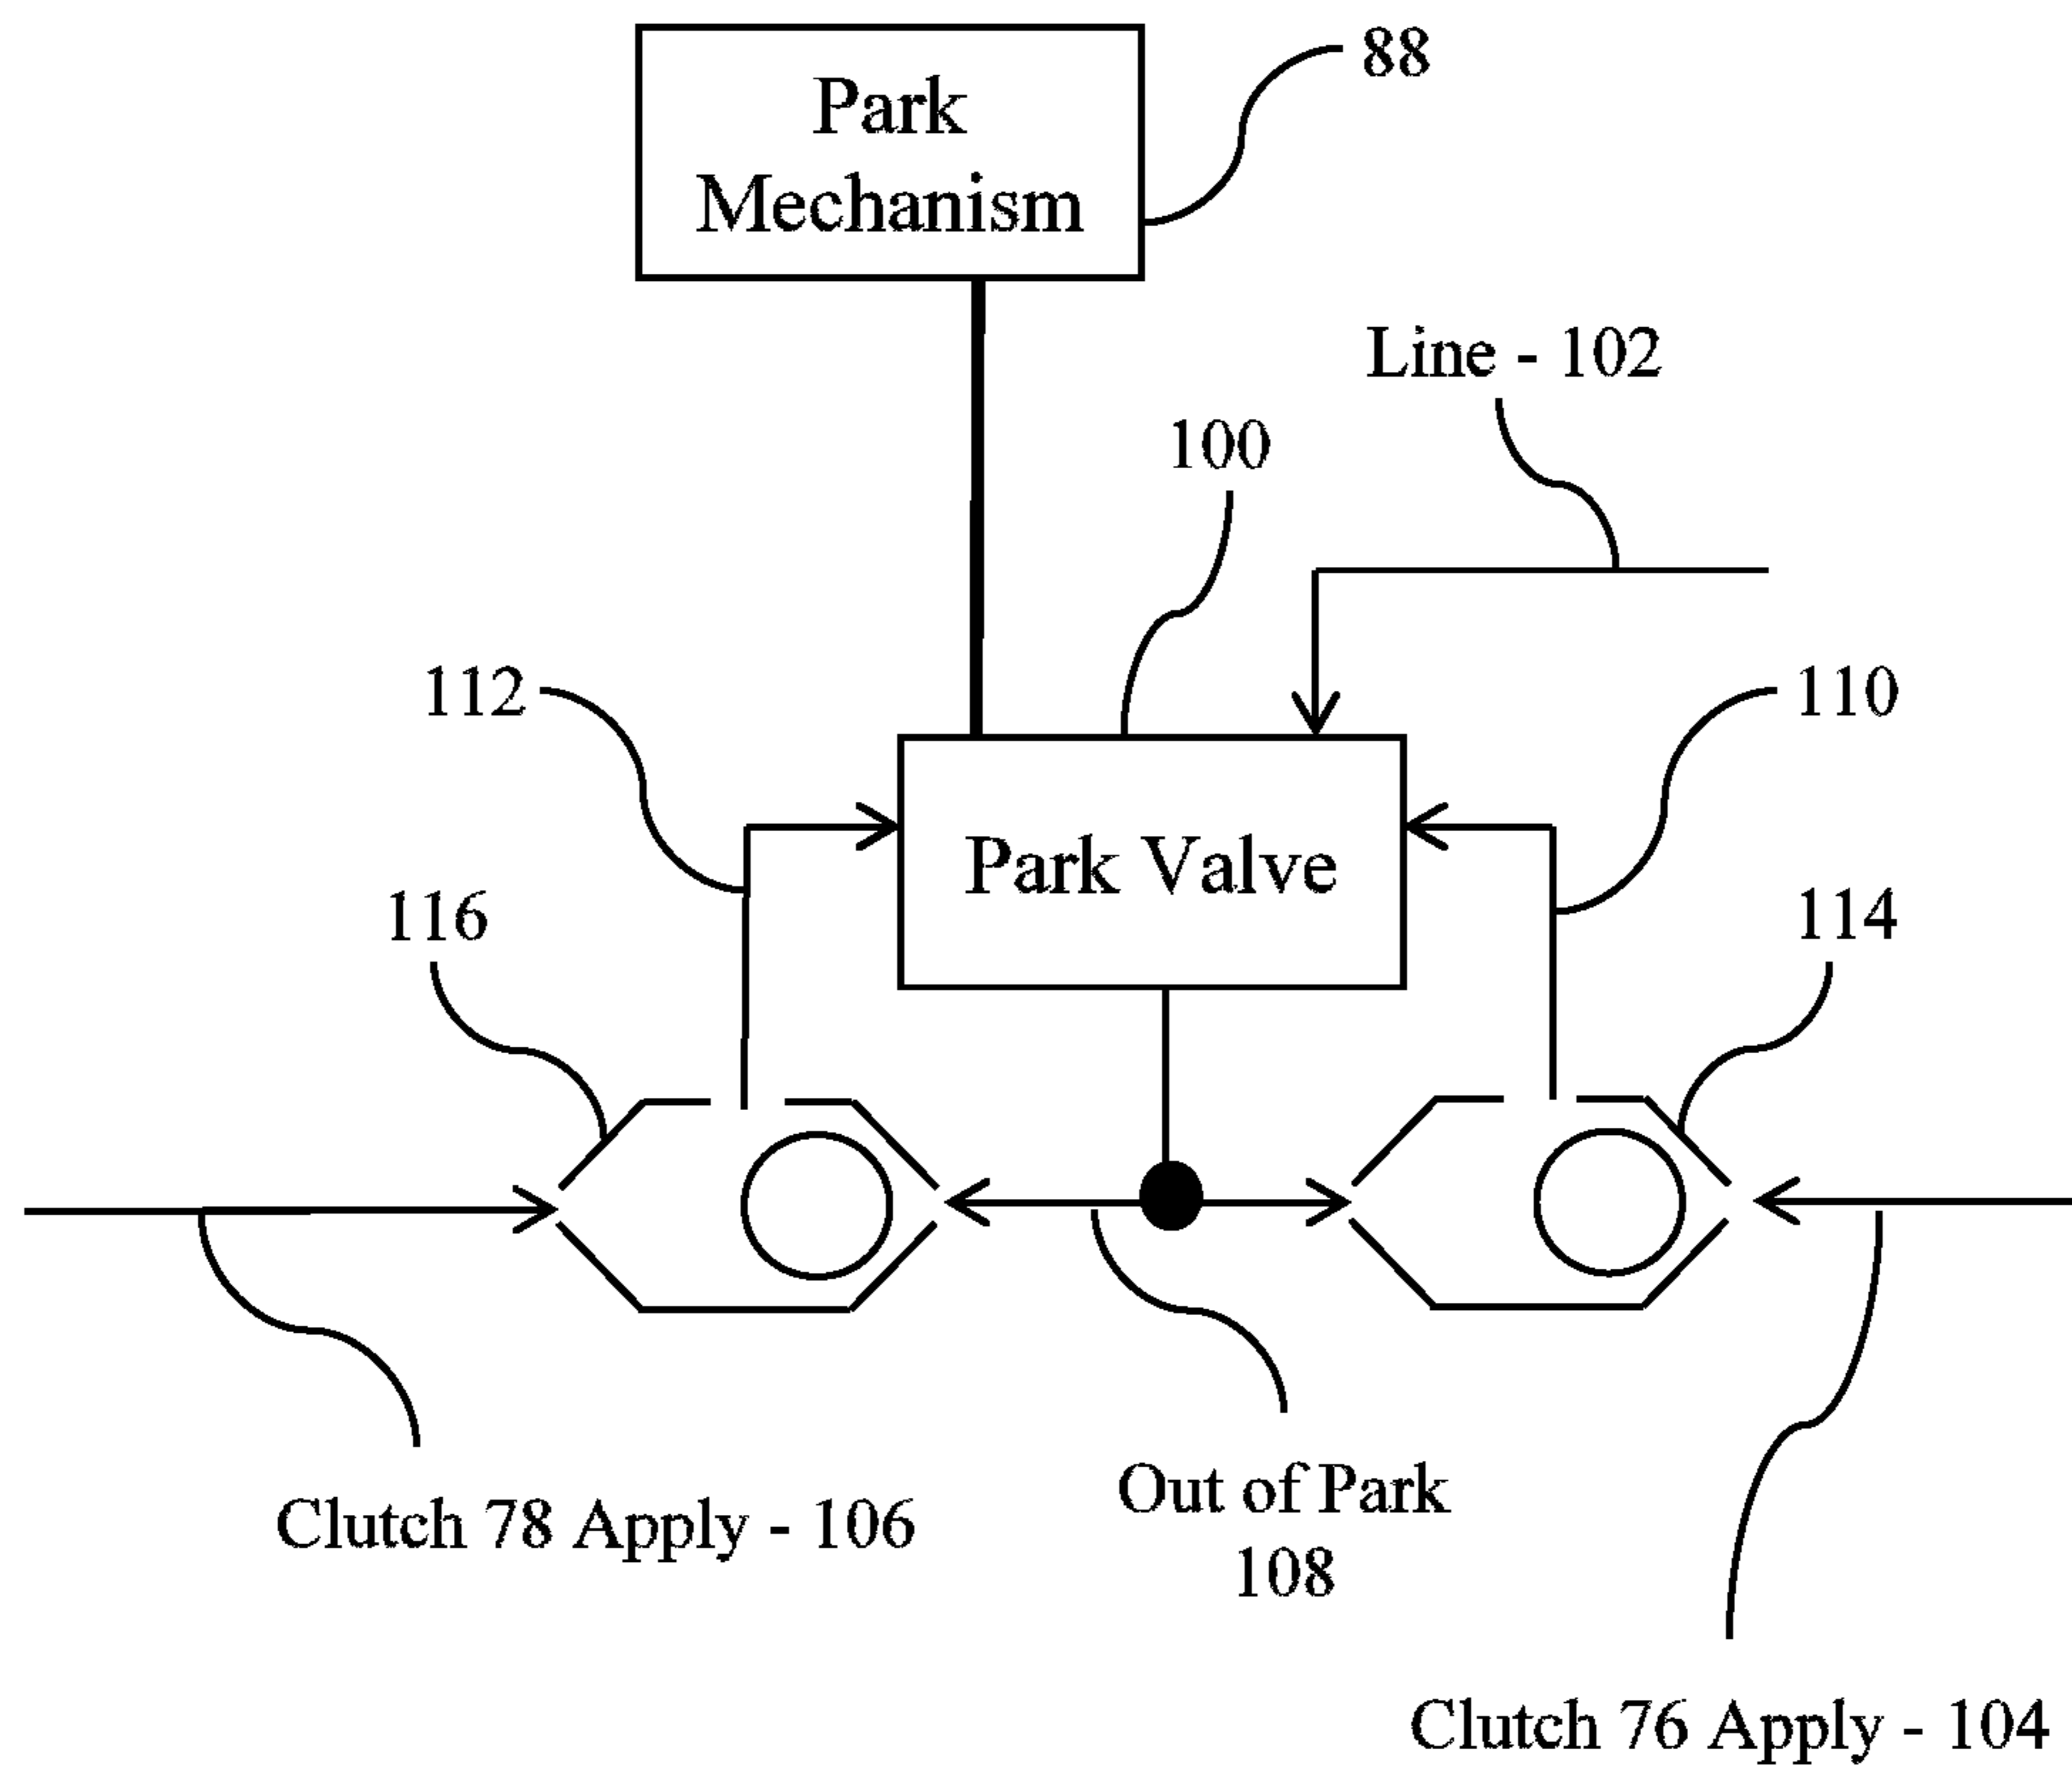 Park
Mechanism
88
Line - 102
100
112
110
Park Valve
116
114
Out of Park
108
Clutch 78 Apply - 106
Clutch 76 Apply - 104